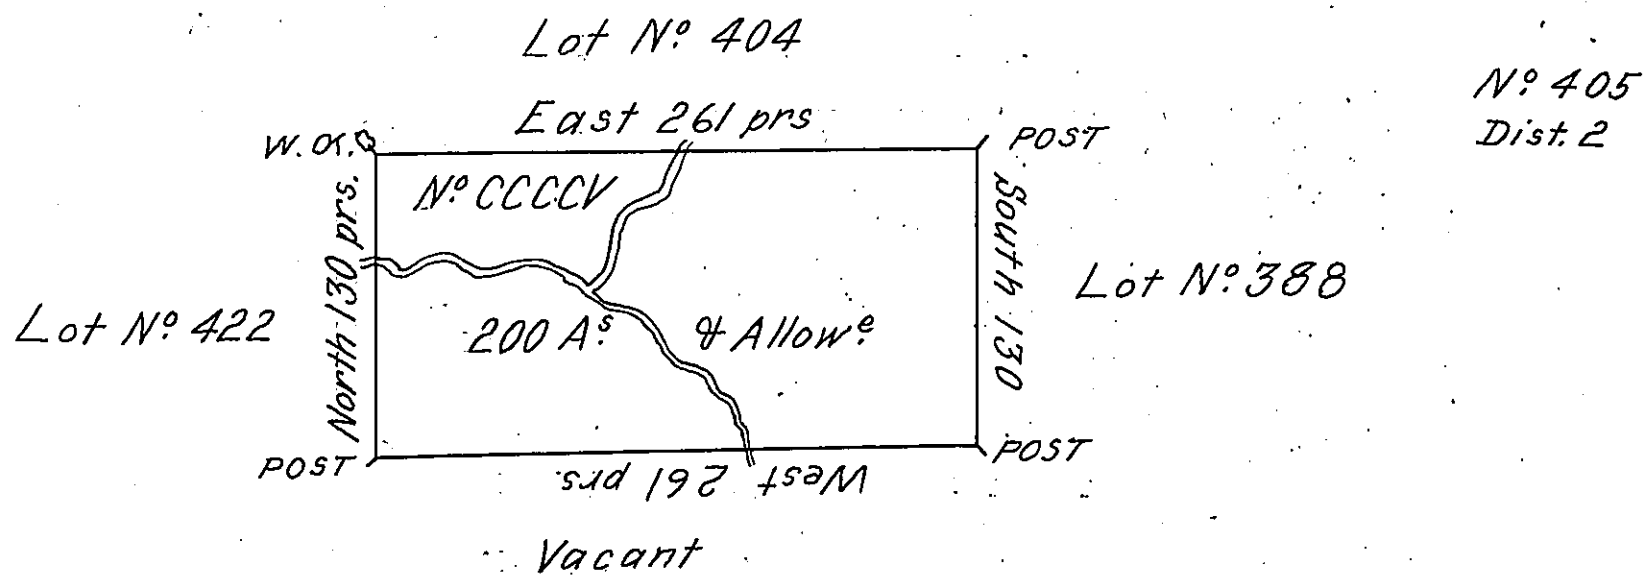 Lot Nº 404
Nº 405
Dist. 2
East 261 prs
W.O.
POST
Nº CCCCV
North 130 prs.
South 130
Lot Nº 388
Lot Nº 422
200 Aˢ & Allowᵉ
POST
POST
West 261 prs.
Vacant